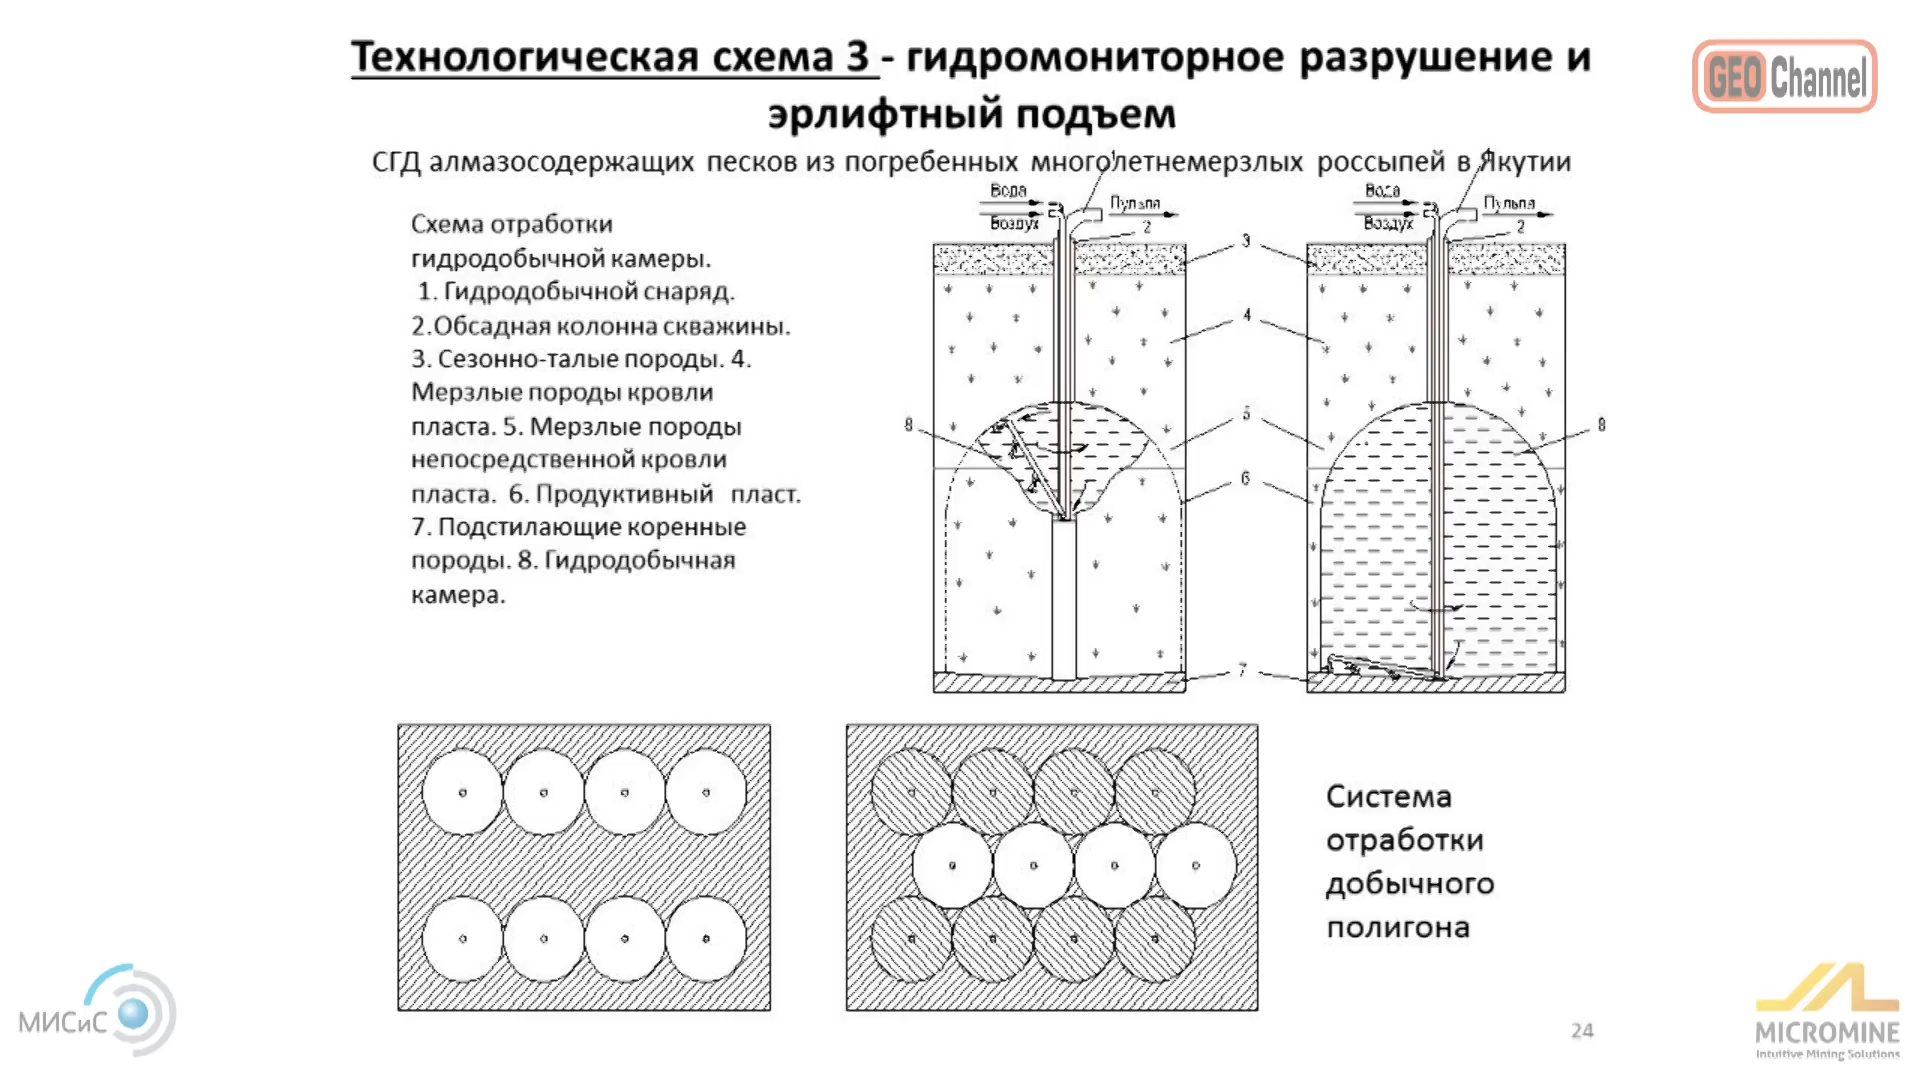 Технологическая схема 3 - гидромониторное разрушение и
эрлифтный подъем
GEO Channel
СГД алмазосодержащих песков из погребенных многолетнемерзлых россыпей в Якутии
Схема отработки
гидродобычной камеры.
1. Гидродобычной снаряд.
2.Обсадная колонна скважины.
3. Сезонно-талые породы. 4.
Мерзлые породы кровли
пласта. 5. Мерзлые породы
непосредственной кровли
пласта. 6. Продуктивный пласт.
7. Подстилающие коренные
породы. 8. Гидродобычная
камера.
1
Вода
Воздух
Пульпа
2
1
Вода
Воздух
Пульпа
2
3
4
8
5
8
6
7
Система
отработки
добычного
полигона
МИСиС
24
MICROMINE
Intuitive Mining Solutions